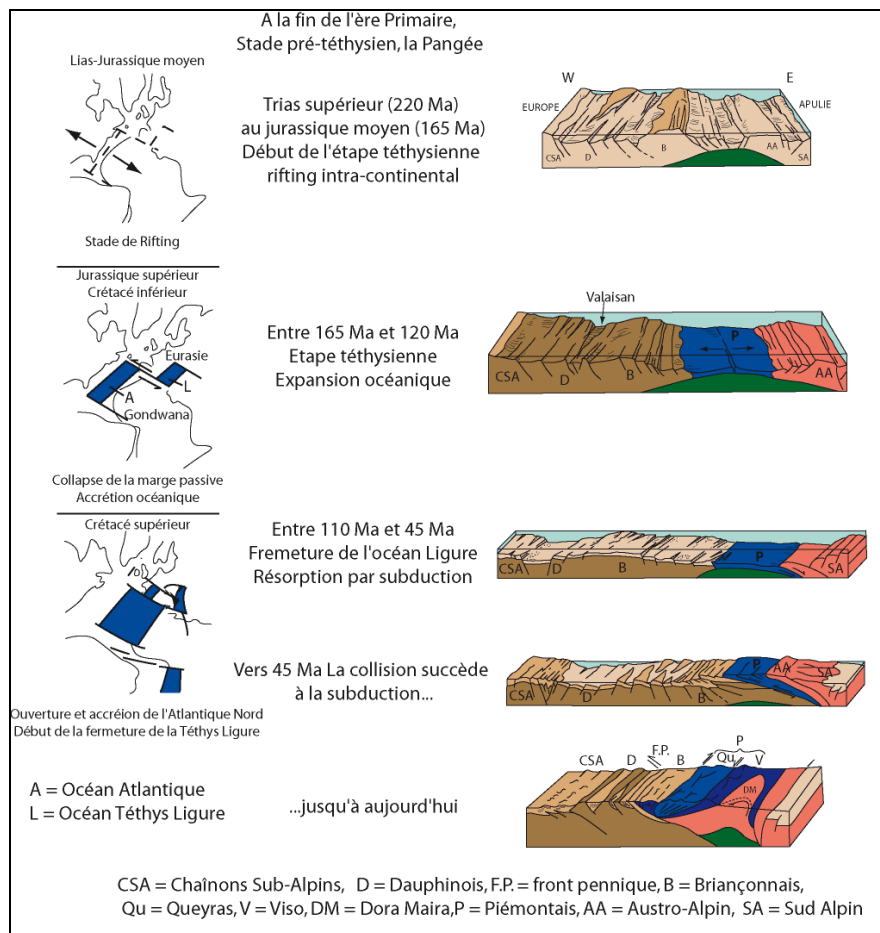 A la fin de l'ère Primaire,
Stade pré-téthysien, la Pangée
Lias-Jurassique moyen
Stade de Rifting
Trias supérieur (220 Ma)
au jurassique moyen (165 Ma)
Début de l'étape téthysienne
rifting intra-continental
W
E
EUROPE
APULIE
CSA
D
B
AA
SA
Jurassique supérieur
Crétacé inférieur
Eurasie
A
L
Gondwana
Collapse de la marge passive
Accrétion océanique
Entre 165 Ma et 120 Ma
Etape téthysienne
Expansion océanique
Valaisan
P
CSA
D
B
AA
Crétacé supérieur
Ouverture et accréion de l'Atlantique Nord
Début de la fermeture de la Téthys Ligure
Entre 110 Ma et 45 Ma
Fremeture de l'océan Ligure
Résorption par subduction
P
CSA
D
B
SA
Vers 45 Ma La collision succède
à la subduction...
P
AA
CSA
D
B
A = Océan Atlantique
L = Océan Téthys Ligure
...jusqu'à aujourd'hui
P
CSA
D
F.P.
B
Qu
V
DM
CSA = Chaînons Sub-Alpins, D = Dauphinois, F.P. = front pennique, B = Briançonnais,
Qu = Queyras, V = Viso, DM = Dora Maira,P = Piémontais, AA = Austro-Alpin, SA = Sud Alpin